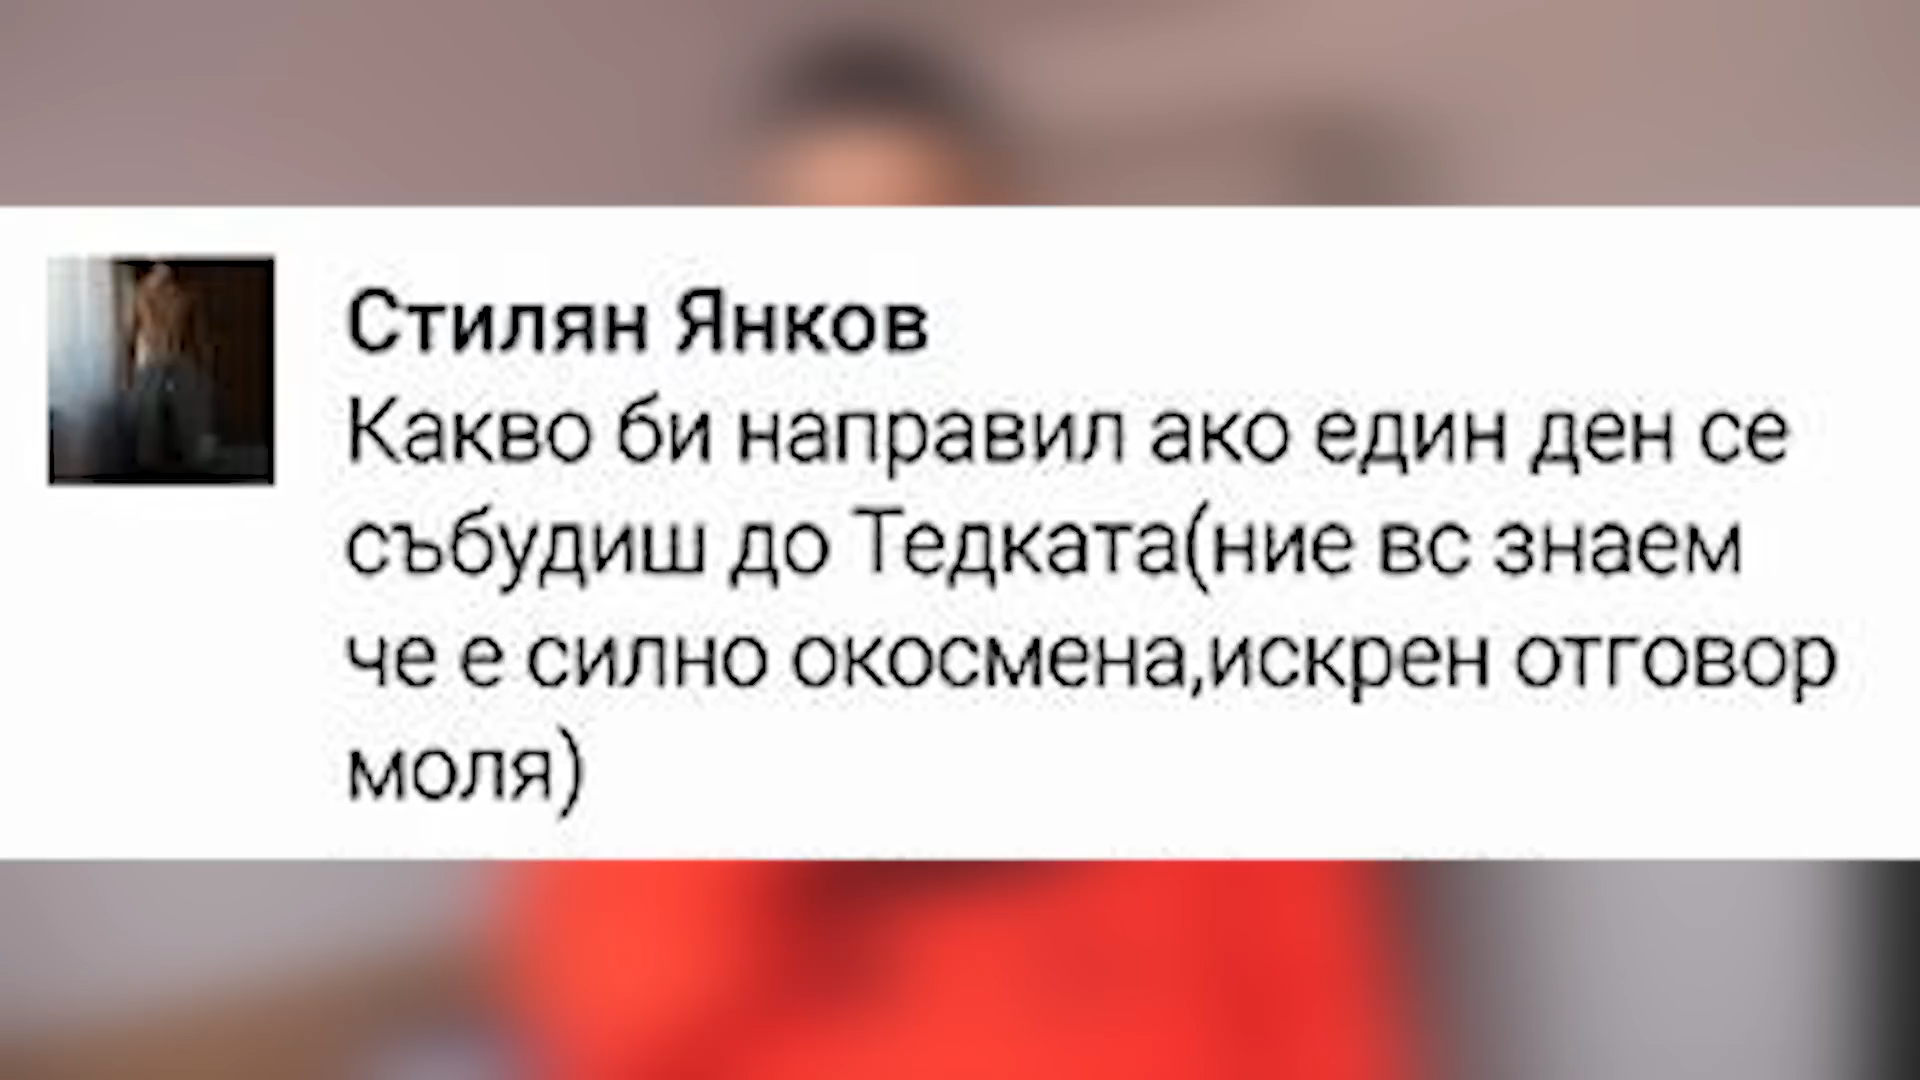 Стилян Янков
Какво би направил ако един ден се
събудиш до Тедката(ние вс знаем
че е силно окосмена,искрен отговор
моля)